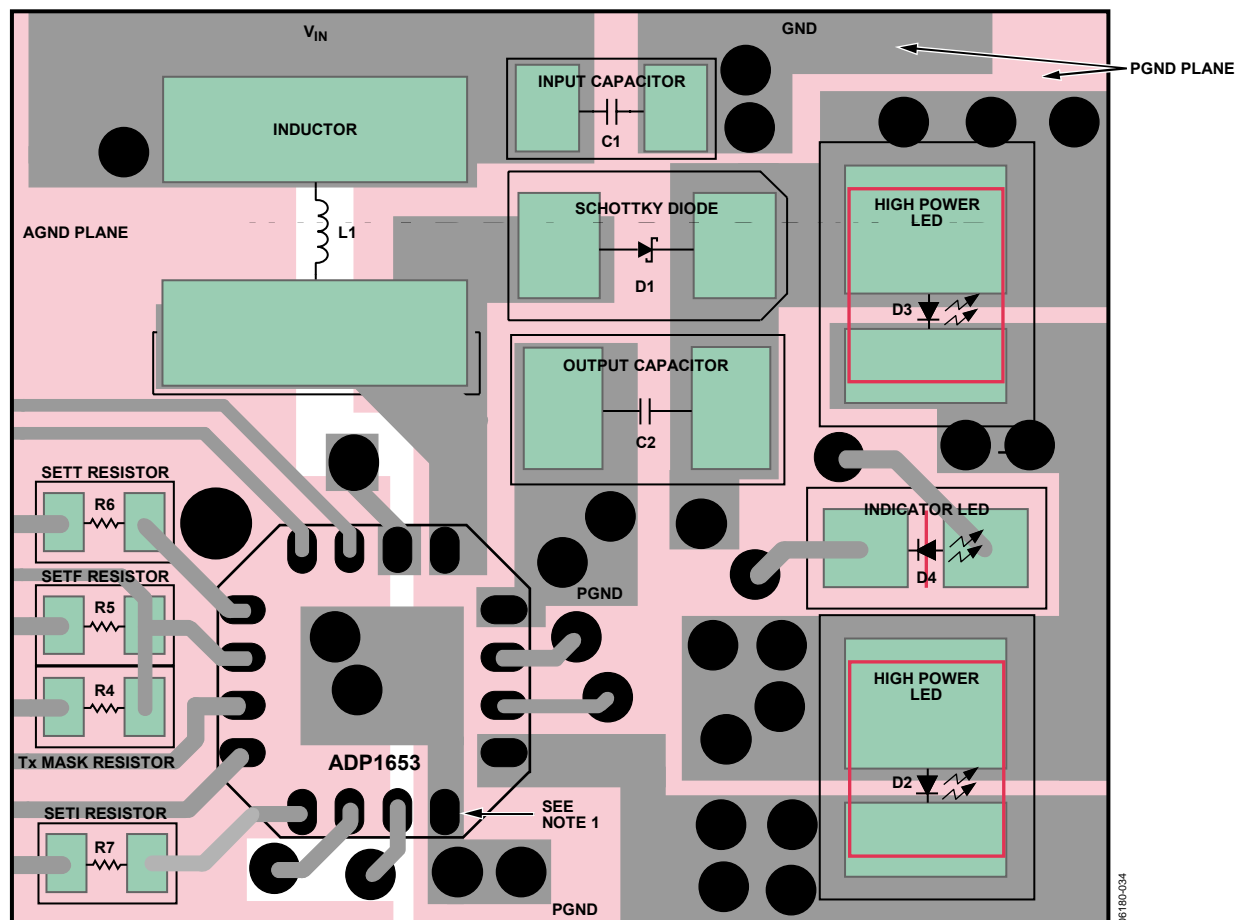 VIN
GND
PGND PLANE
INPUT CAPACITOR
C1
INDUCTOR
SCHOTTKY DIODE
D1
HIGH POWER
LED
D3
AGND PLANE
L1
OUTPUT CAPACITOR
C2
SETT RESISTOR
R6
INDICATOR LED
D4
SETF RESISTOR
R5
PGND
R4
HIGH POWER
LED
D2
Tx MASK RESISTOR
ADP1653
SETI RESISTOR
R7
SEE
NOTE 1
PGND
06180-034